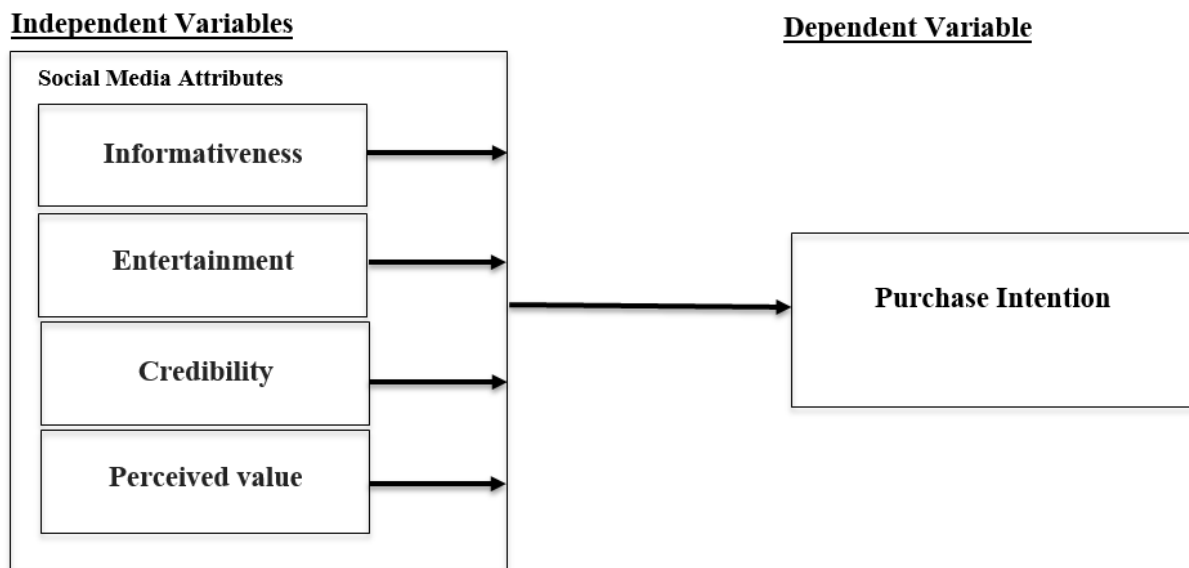 Independent Variables
Dependent Variable
Social Media Attributes
Informativeness
Entertainment
Purchase Intention
Credibility
Perceived value